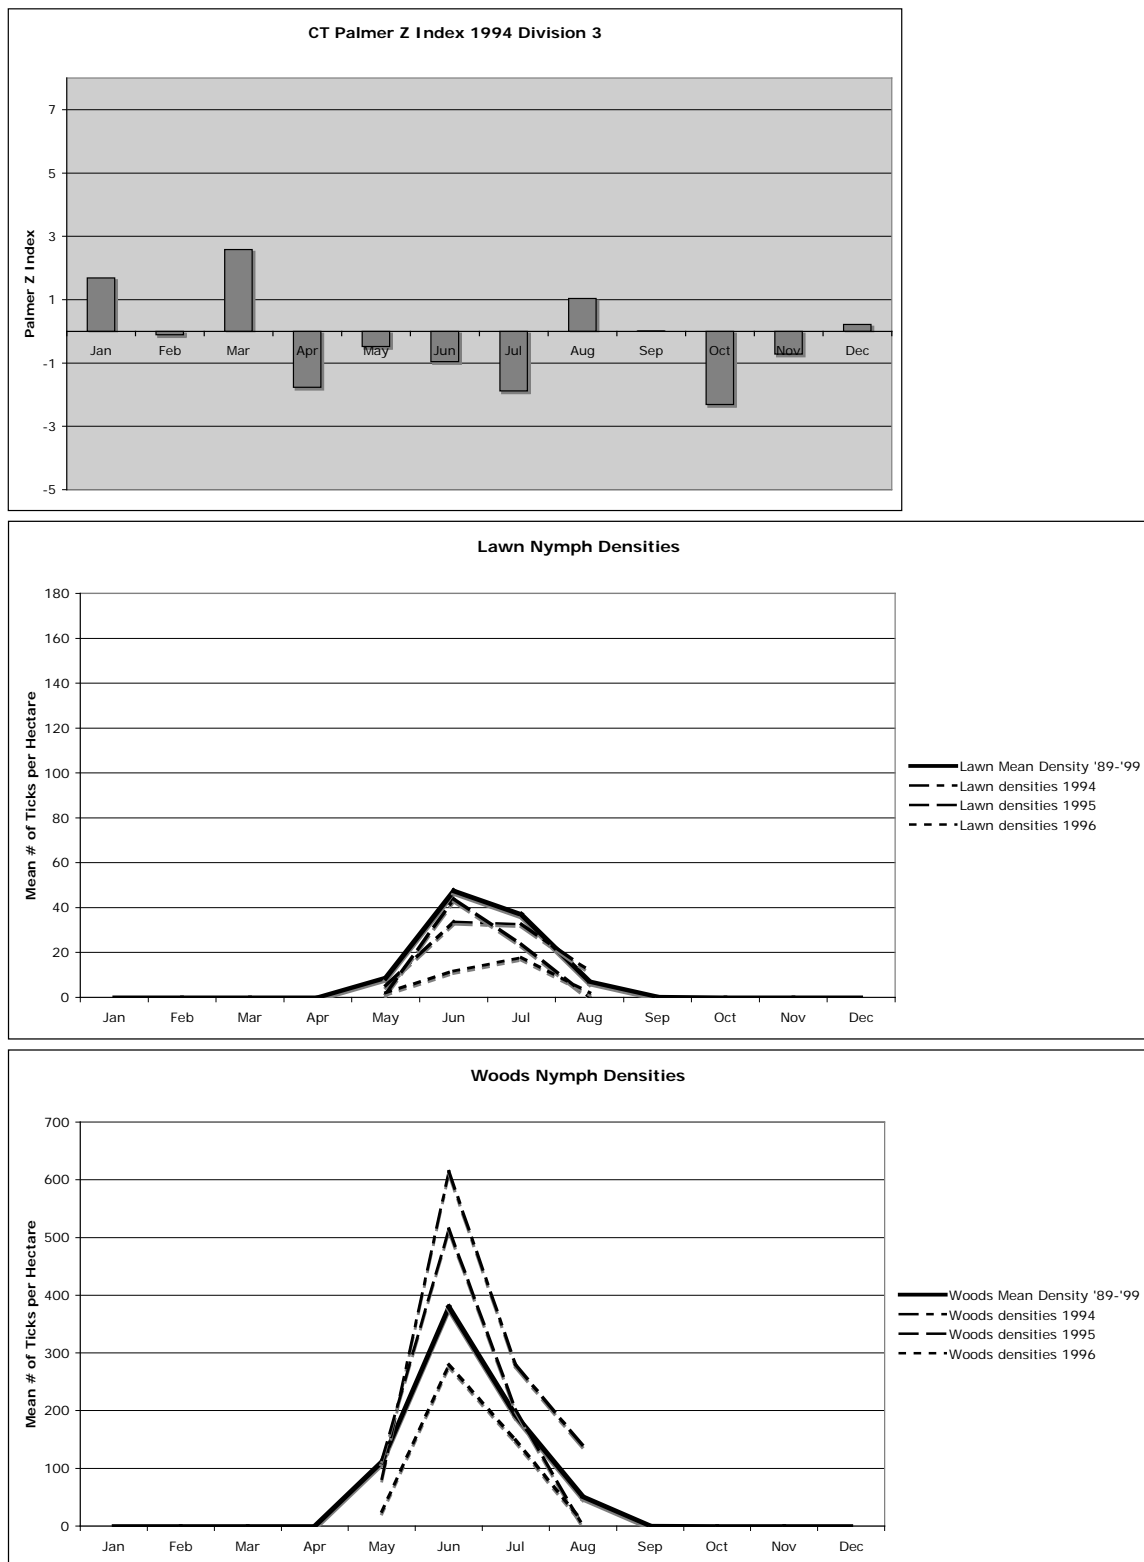 CT Palmer Z Index 1994 Division 3
Palmer Z Index
7
5
3
1
-1
-3
-5
Jan Feb Mar Apr May Jun Jul Aug Sep Oct Nov Dec
Lawn Nymph Densities
Mean # of Ticks per Hectare
180
160
140
120
100
80
60
40
20
0
Jan Feb Mar Apr May Jun Jul Aug Sep Oct Nov Dec
Lawn Mean Density '89-'99
Lawn densities 1994
Lawn densities 1995
Lawn densities 1996
Woods Nymph Densities
Mean # of Ticks per Hectare
700
600
500
400
300
200
100
0
Jan Feb Mar Apr May Jun Jul Aug Sep Oct Nov Dec
Woods Mean Density '89-'99
Woods densities 1994
Woods densities 1995
Woods densities 1996